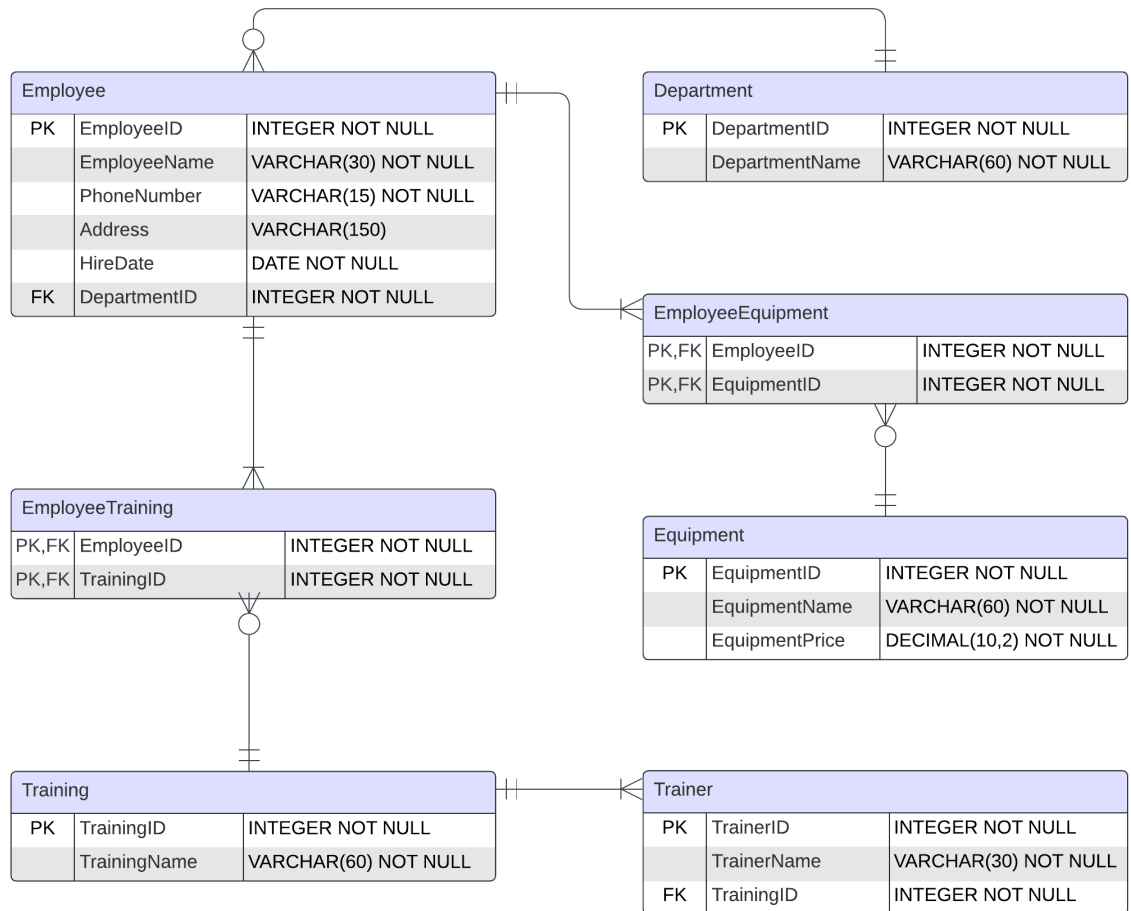 Employee
PK EmployeeID INTEGER NOT NULL
EmployeeName VARCHAR(30) NOT NULL
PhoneNumber VARCHAR(15) NOT NULL
Address VARCHAR(150)
HireDate DATE NOT NULL
FK DepartmentID INTEGER NOT NULL
Department
PK DepartmentID INTEGER NOT NULL
DepartmentName VARCHAR(60) NOT NULL
EmployeeEquipment
PK,FK EmployeeID INTEGER NOT NULL
PK,FK EquipmentID INTEGER NOT NULL
EmployeeTraining
PK,FK EmployeeID INTEGER NOT NULL
PK,FK TrainingID INTEGER NOT NULL
Equipment
PK EquipmentID INTEGER NOT NULL
EquipmentName VARCHAR(60) NOT NULL
EquipmentPrice DECIMAL(10,2) NOT NULL
Training
PK TrainingID INTEGER NOT NULL
TrainingName VARCHAR(60) NOT NULL
Trainer
PK TrainerID INTEGER NOT NULL
TrainerName VARCHAR(30) NOT NULL
FK TrainingID INTEGER NOT NULL